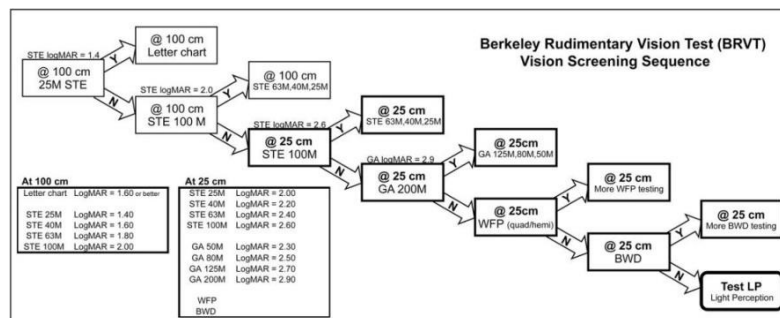 Berkeley Rudimentary Vision Test (BRVT)
Vision Screening Sequence
STE logMAR = 1.4
@ 100 cm
25M STE
Y
N
@ 100 cm
Letter chart
STE logMAR = 2.0
@ 100 cm
STE 100 M
Y
N
@ 100 cm
STE 63M,40M,25M
STE logMAR = 2.6
@ 25 cm
STE 100M
Y
N
@ 25 cm
STE 63M,40M,25M
GA logMAR = 2.9
@ 25 cm
GA 200M
Y
N
@ 25cm
GA 125M,80M,50M
@ 25cm
WFP (quad/hemi)
Y
N
@ 25 cm
More WFP testing
@ 25 cm
BWD
Y
N
@ 25 cm
More BWD testing
Test LP
Light Perception
At 100 cm
Letter chart LogMAR = 1.60 or better
STE 25M LogMAR = 1.40
STE 40M LogMAR = 1.60
STE 63M LogMAR = 1.80
STE 100M LogMAR = 2.00
At 25 cm
STE 25M LogMAR = 2.00
STE 40M LogMAR = 2.20
STE 63M LogMAR = 2.40
STE 100M LogMAR = 2.60
GA 50M LogMAR = 2.30
GA 80M LogMAR = 2.50
GA 125M LogMAR = 2.70
GA 200M LogMAR = 2.90
WFP
BWD